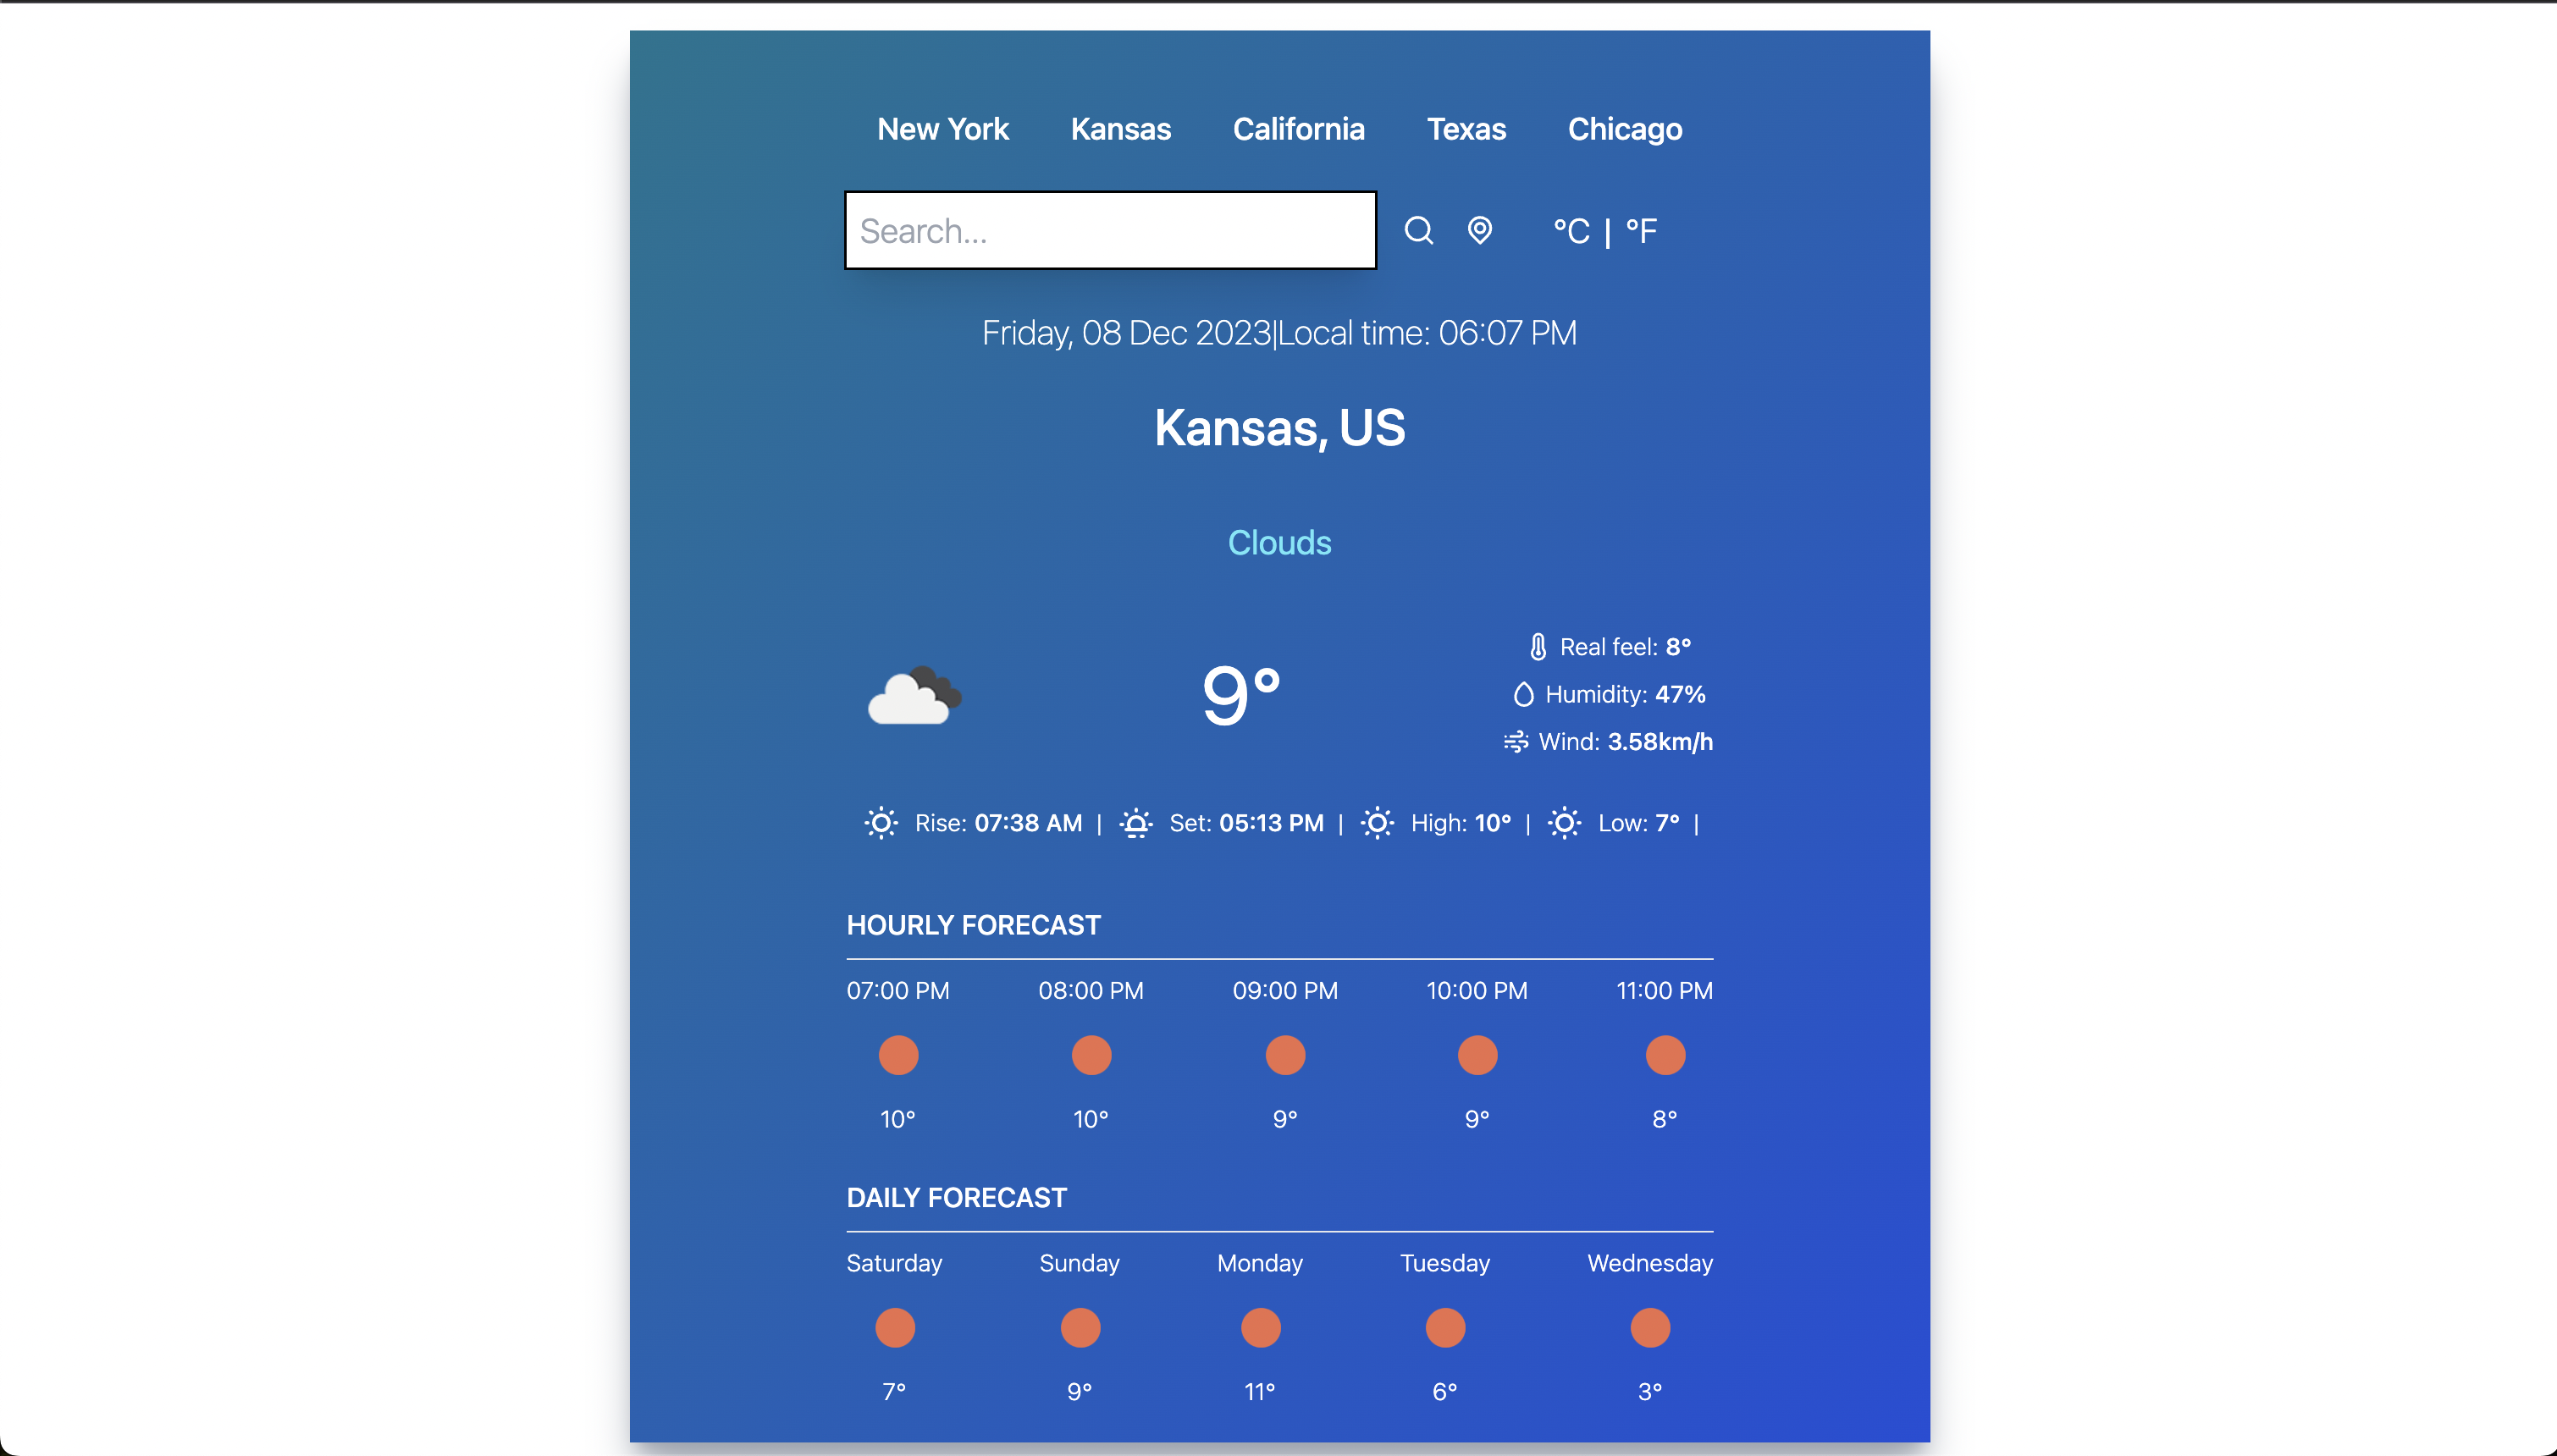 New York Kansas California Texas Chicago
Search... °C | °F
Friday, 08 Dec 2023|Local time: 06:07 PM
Kansas, US
Clouds
9°
Real feel: 8°
Humidity: 47%
Wind: 3.58km/h
Rise: 07:38 AM | Set: 05:13 PM | High: 10° | Low: 7° |
HOURLY FORECAST
07:00 PM 08:00 PM 09:00 PM 10:00 PM 11:00 PM
10° 10° 9° 9° 8°
DAILY FORECAST
Saturday Sunday Monday Tuesday Wednesday
7° 9° 11° 6° 3°